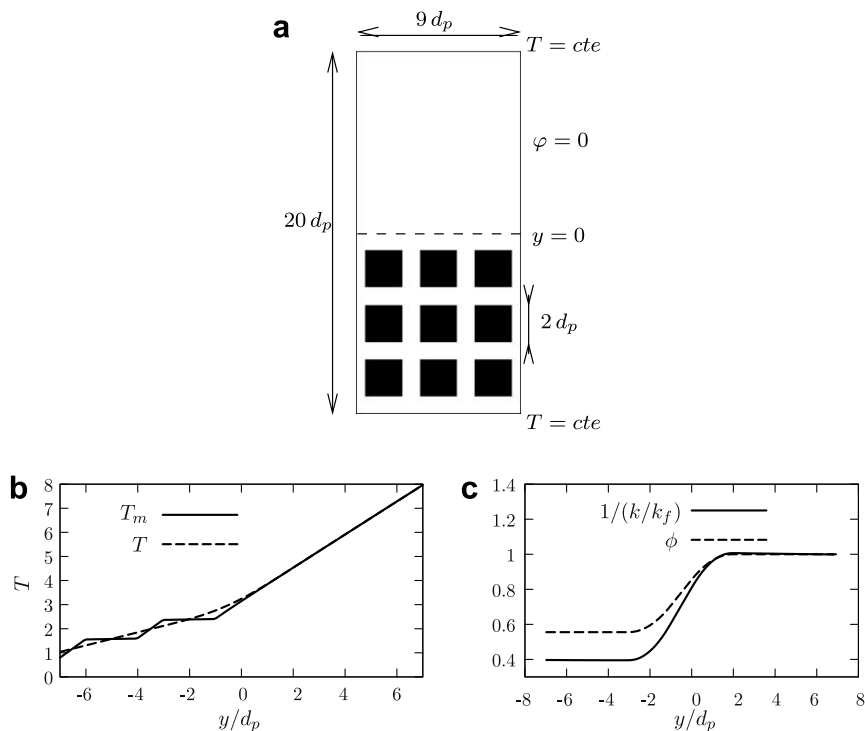 a
9 d_p
T = cte
φ = 0
20 d_p
y = 0
2 d_p
T = cte
b
8
7
6
5
4
3
2
1
0
T
T_m
T
-6
-4
-2
0
2
4
6
y/d_p
c
1.4
1.2
1
0.8
0.6
0.4
1/(k/k_f)
ϕ
-8
-6
-4
-2
0
2
4
6
8
y/d_p